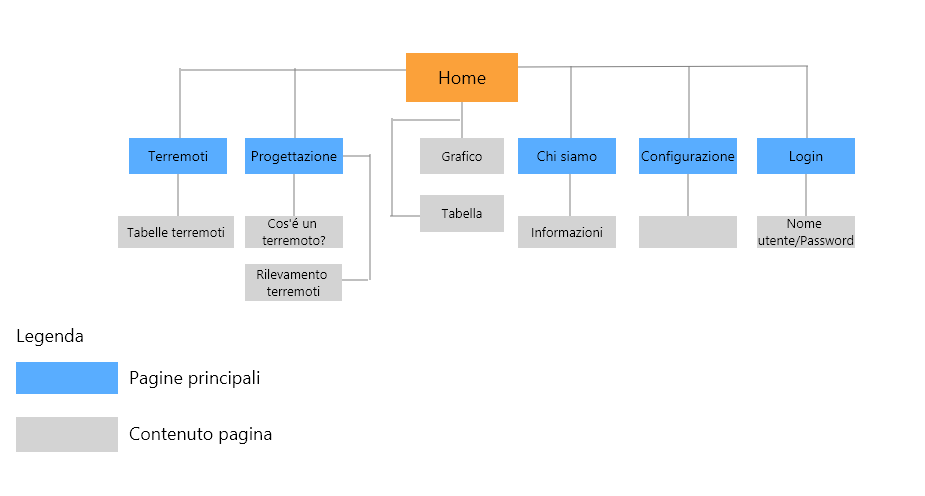 Home
Terremoti
Progettazione
Grafico
Chi siamo
Configurazione
Login
Tabella
Tabelle terremoti
Cos'é un
terremoto?
Informazioni
Nome
utente/Password
Rilevamento
terremoti
Legenda
Pagine principali
Contenuto pagina